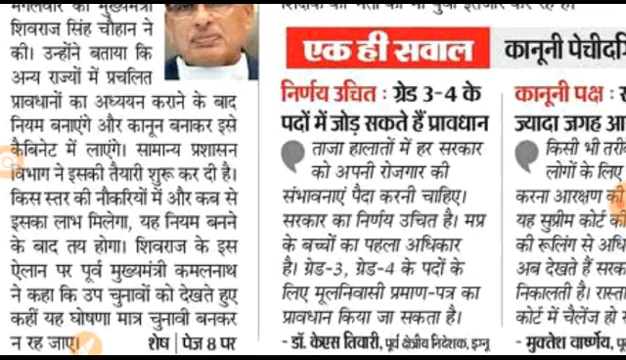 मंगलवार को मुख्यमंत्री
शिवराज सिंह चौहान ने
की। उन्होंने बताया कि
अन्य राज्यों में प्रचलित
प्रावधानों का अध्ययन कराने के बाद
नियम बनाएंगे और कानून बनाकर इसे
कैबिनेट में लाएंगे। सामान्य प्रशासन
विभाग ने इसकी तैयारी शुरू कर दी है।
किस स्तर की नौकरियों में और कब से
इसका लाभ मिलेगा, यह नियम बनने
के बाद तय होगा। शिवराज के इस
ऐलान पर पूर्व मुख्यमंत्री कमलनाथ
ने कहा कि उप चुनावों को देखते हुए
कहीं यह घोषणा मात्र चुनावी बनकर
न रह जाए।
शेष | पेज 8 पर
एक ही सवाल
निर्णय उचित : ग्रेड 3-4 के
पदों में जोड़ सकते हैं प्रावधान
ताजा हालातों में हर सरकार
को अपनी रोजगार की
संभावनाएं पैदा करनी चाहिए।
सरकार का निर्णय उचित है। मप्र
के बच्चों का पहला अधिकार
है। ग्रेड-3, ग्रेड-4 के पदों के
लिए मूलनिवासी प्रमाण-पत्र का
प्रावधान किया जा सकता है।
- डॉ. केएस तिवारी, पूर्व क्षेत्रीय निदेशक, इग्नू
कानूनी
कानूनी पक्ष :
ज्यादा जगह
किसी भी
लोगों के लिए
करना आरक्षण की
यह सुप्रीम कोर्ट की
की रूलिंग से
अब देखते हैं
निकालती है।
कोर्ट में चैलेंज हो
- मुक्तेश वार्ष्णेय,